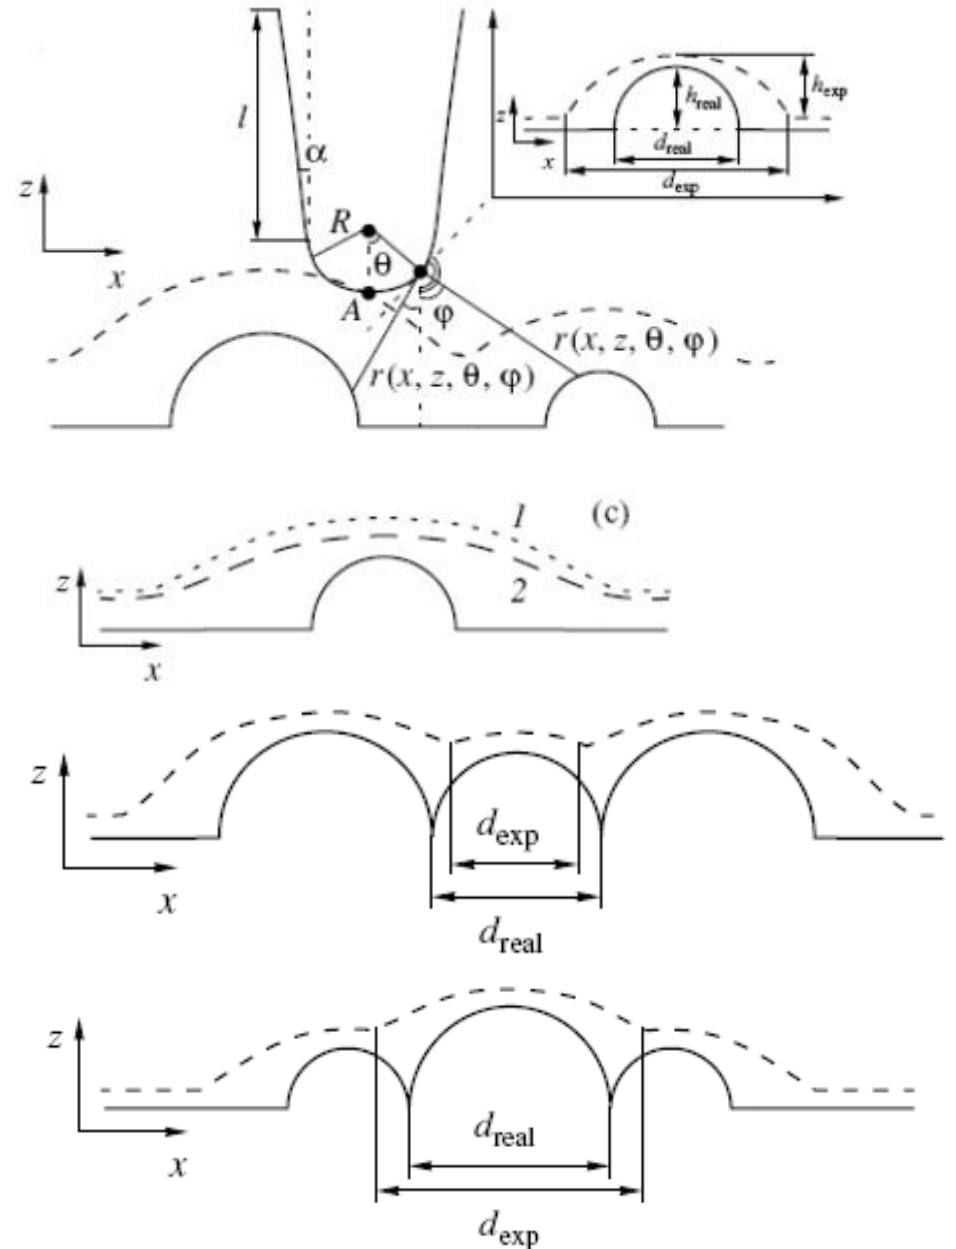 l
α
R
θ
A
φ
z
x
r(x, z, θ, φ)
r(x, z, θ, φ)
z
x
h_real
h_exp
d_real
d_exp
1
(c)
2
z
x
z
x
d_exp
d_real
z
x
d_real
d_exp